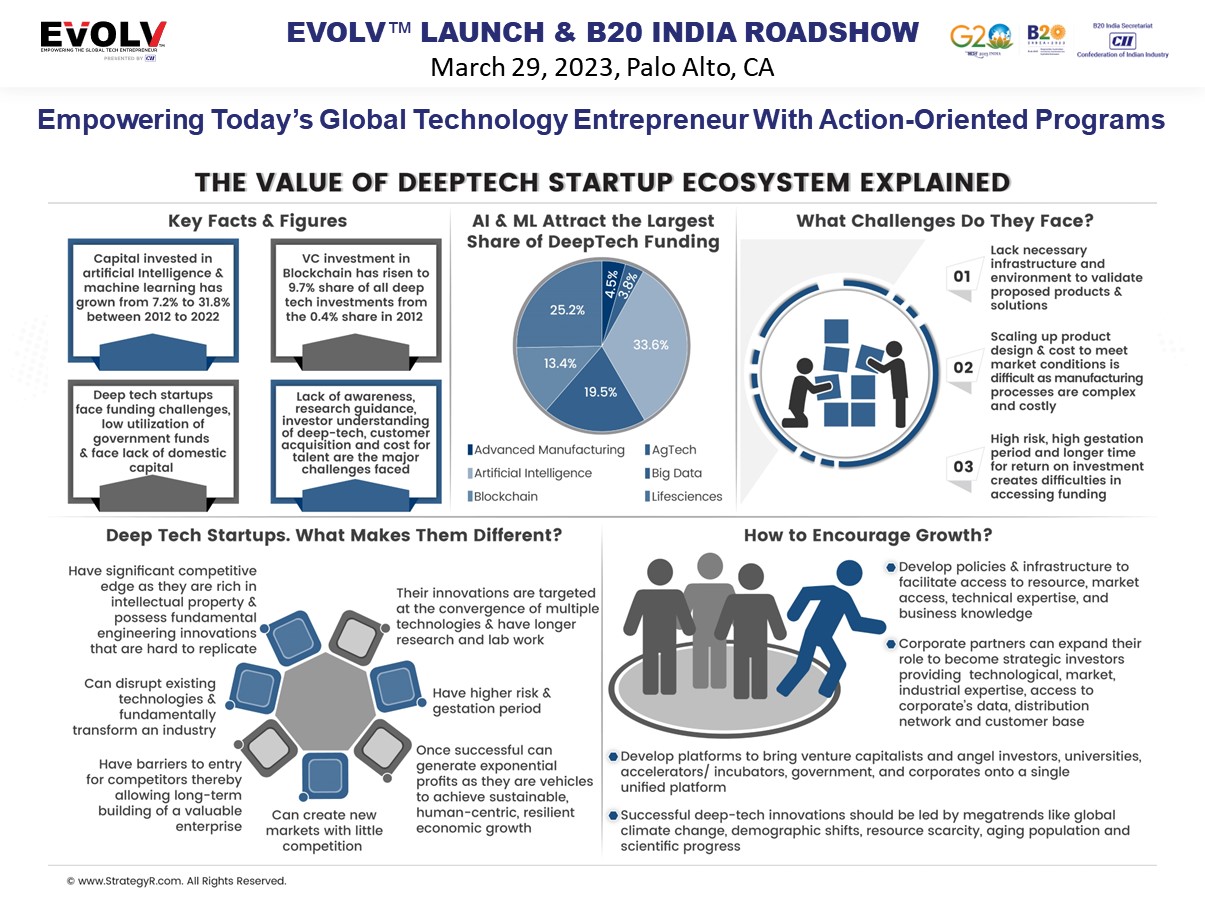 EVOLV™
EMPOWERING THE GLOBAL TECH ENTREPRENEUR
PRESENTED BY CII
EVOLV™ LAUNCH & B20 INDIA ROADSHOW
March 29, 2023, Palo Alto, CA
G20
B20
B20 India Secretariat
CII
Confederation of Indian Industry
Empowering Today's Global Technology Entrepreneur With Action-Oriented Programs
THE VALUE OF DEEPTECH STARTUP ECOSYSTEM EXPLAINED
Key Facts & Figures
Capital invested in
artificial Intelligence &
machine learning has
grown from 7.2% to 31.8%
between 2012 to 2022
VC investment in
Blockchain has risen to
9.7% share of all deep
tech investments from
the 0.4% share in 2012
Deep tech startups
face funding challenges,
low utilization of
government funds
& face lack of domestic
capital
Lack of awareness,
research guidance,
investor understanding
of deep-tech, customer
acquisition and cost for
talent are the major
challenges faced
AI & ML Attract the Largest
Share of DeepTech Funding
4.5%
3.8%
33.6%
19.5%
13.4%
25.2%
Advanced Manufacturing
AgTech
Artificial Intelligence
Big Data
Blockchain
Lifesciences
What Challenges Do They Face?
01
Lack necessary
infrastructure and
environment to validate
proposed products &
solutions
02
Scaling up product
design & cost to meet
market conditions is
difficult as manufacturing
processes are complex
and costly
03
High risk, high gestation
period and longer time
for return on investment
creates difficulties in
accessing funding
Deep Tech Startups. What Makes Them Different?
Have significant competitive
edge as they are rich in
intellectual property &
possess fundamental
engineering innovations
that are hard to replicate
Can disrupt existing
technologies &
fundamentally
transform an industry
Have barriers to entry
for competitors thereby
allowing long-term
building of a valuable
enterprise
Can create new
markets with little
competition
Their innovations are targeted
at the convergence of multiple
technologies & have longer
research and lab work
Have higher risk &
gestation period
Once successful can
generate exponential
profits as they are vehicles
to achieve sustainable,
human-centric, resilient
economic growth
How to Encourage Growth?
Develop policies & infrastructure to
facilitate access to resource, market
access, technical expertise, and
business knowledge
Corporate partners can expand their
role to become strategic investors
providing technological, market,
industrial expertise, access to
corporate's data, distribution
network and customer base
Develop platforms to bring venture capitalists and angel investors, universities,
accelerators/ incubators, government, and corporates onto a single
unified platform
Successful deep-tech innovations should be led by megatrends like global
climate change, demographic shifts, resource scarcity, aging population and
scientific progress
© www.StrategyR.com. All Rights Reserved.